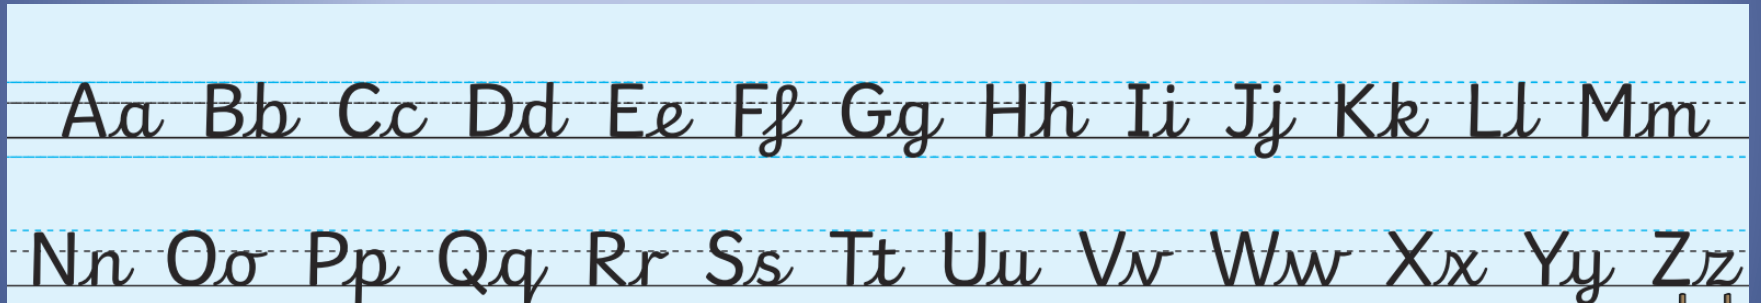 Aa Bb Cc Dd Ee Ff Gg Hh Ii Jj Kk Ll Mm
Nn Oo Pp Qq Rr Ss Tt Uu Vv Ww Xx Yy Zz